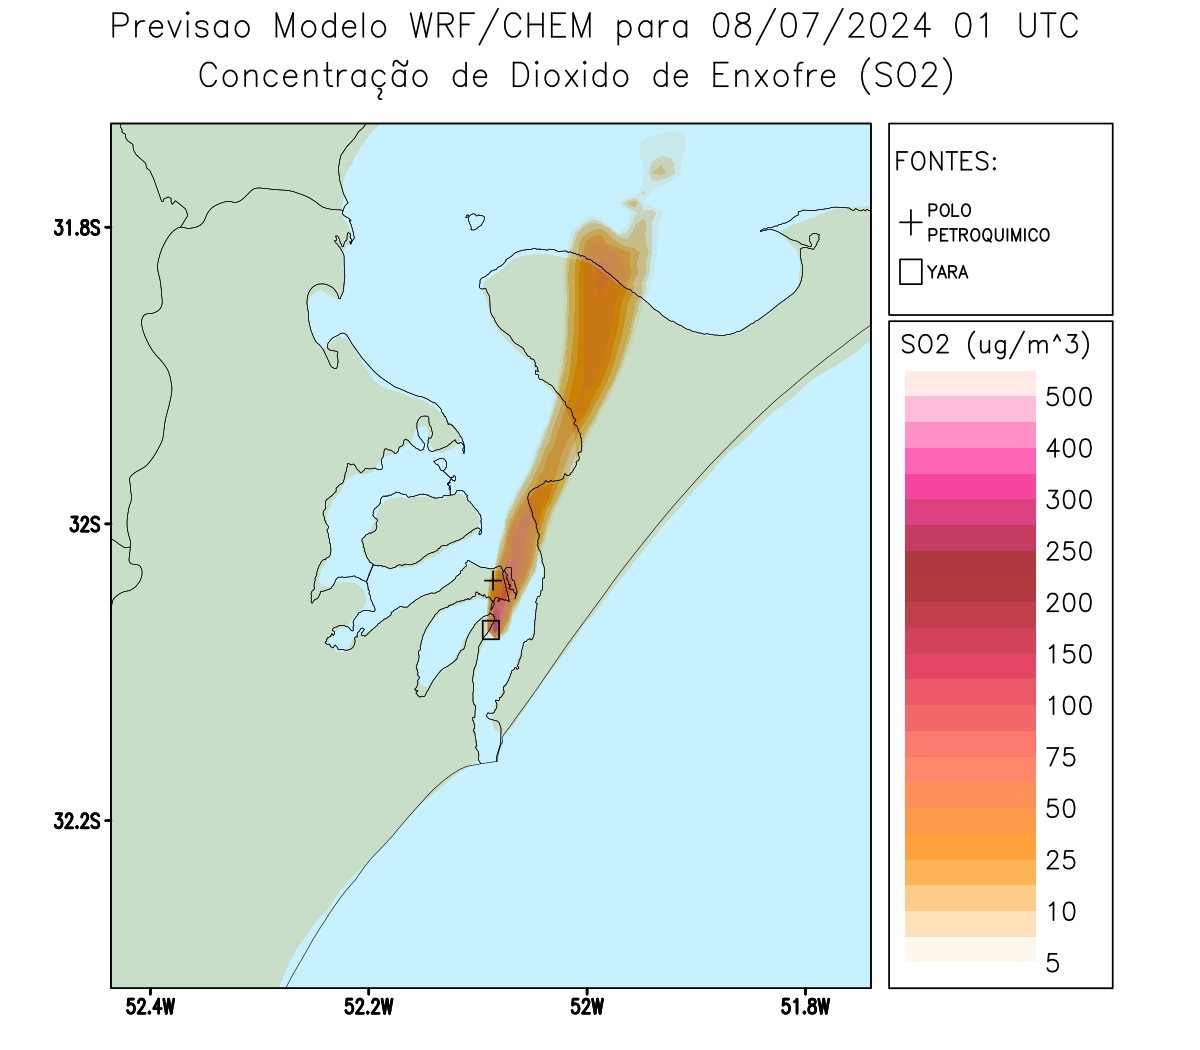 Previsao Modelo WRF/CHEM para 08/07/2024 01 UTC
Concentração de Dioxido de Enxofre (SO2)
FONTES:
POLO
PETROQUIMICO
YARA
SO2 (ug/m^3)
500
400
300
250
200
150
100
75
50
25
10
5
31.8S
32S
32.2S
52.4W
52.2W
52W
51.8W